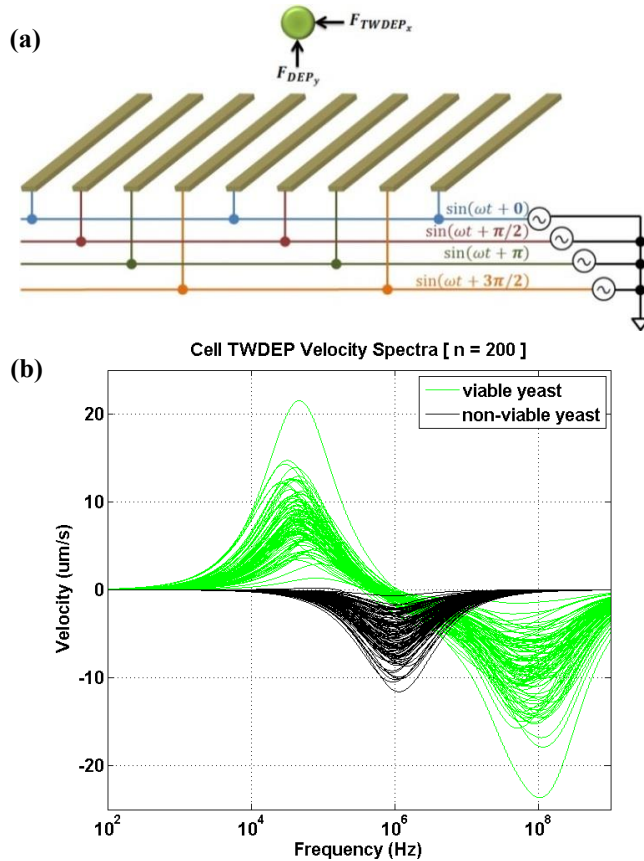 (a)
F_TWDEP_x
F_DEP_y
sin(ωt + 0)
sin(ωt + π/2)
sin(ωt + π)
sin(ωt + 3π/2)
(b)
Cell TWDEP Velocity Spectra [ n = 200 ]
viable yeast
non-viable yeast
20
10
0
-10
-20
Velocity (um/s)
10^2 10^4 10^6 10^8
Frequency (Hz)